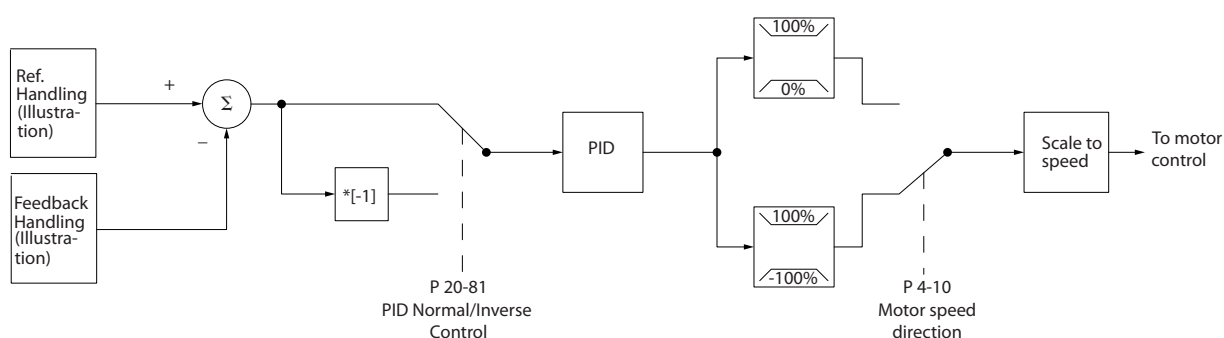 Ref.
Handling
(Illustra-
tion)
+
Σ
−
Feedback
Handling
(Illustra-
tion)
*[-1]
P 20-81
PID Normal/Inverse
Control
PID
100%
0%
100%
-100%
P 4-10
Motor speed
direction
Scale to
speed
To motor
control